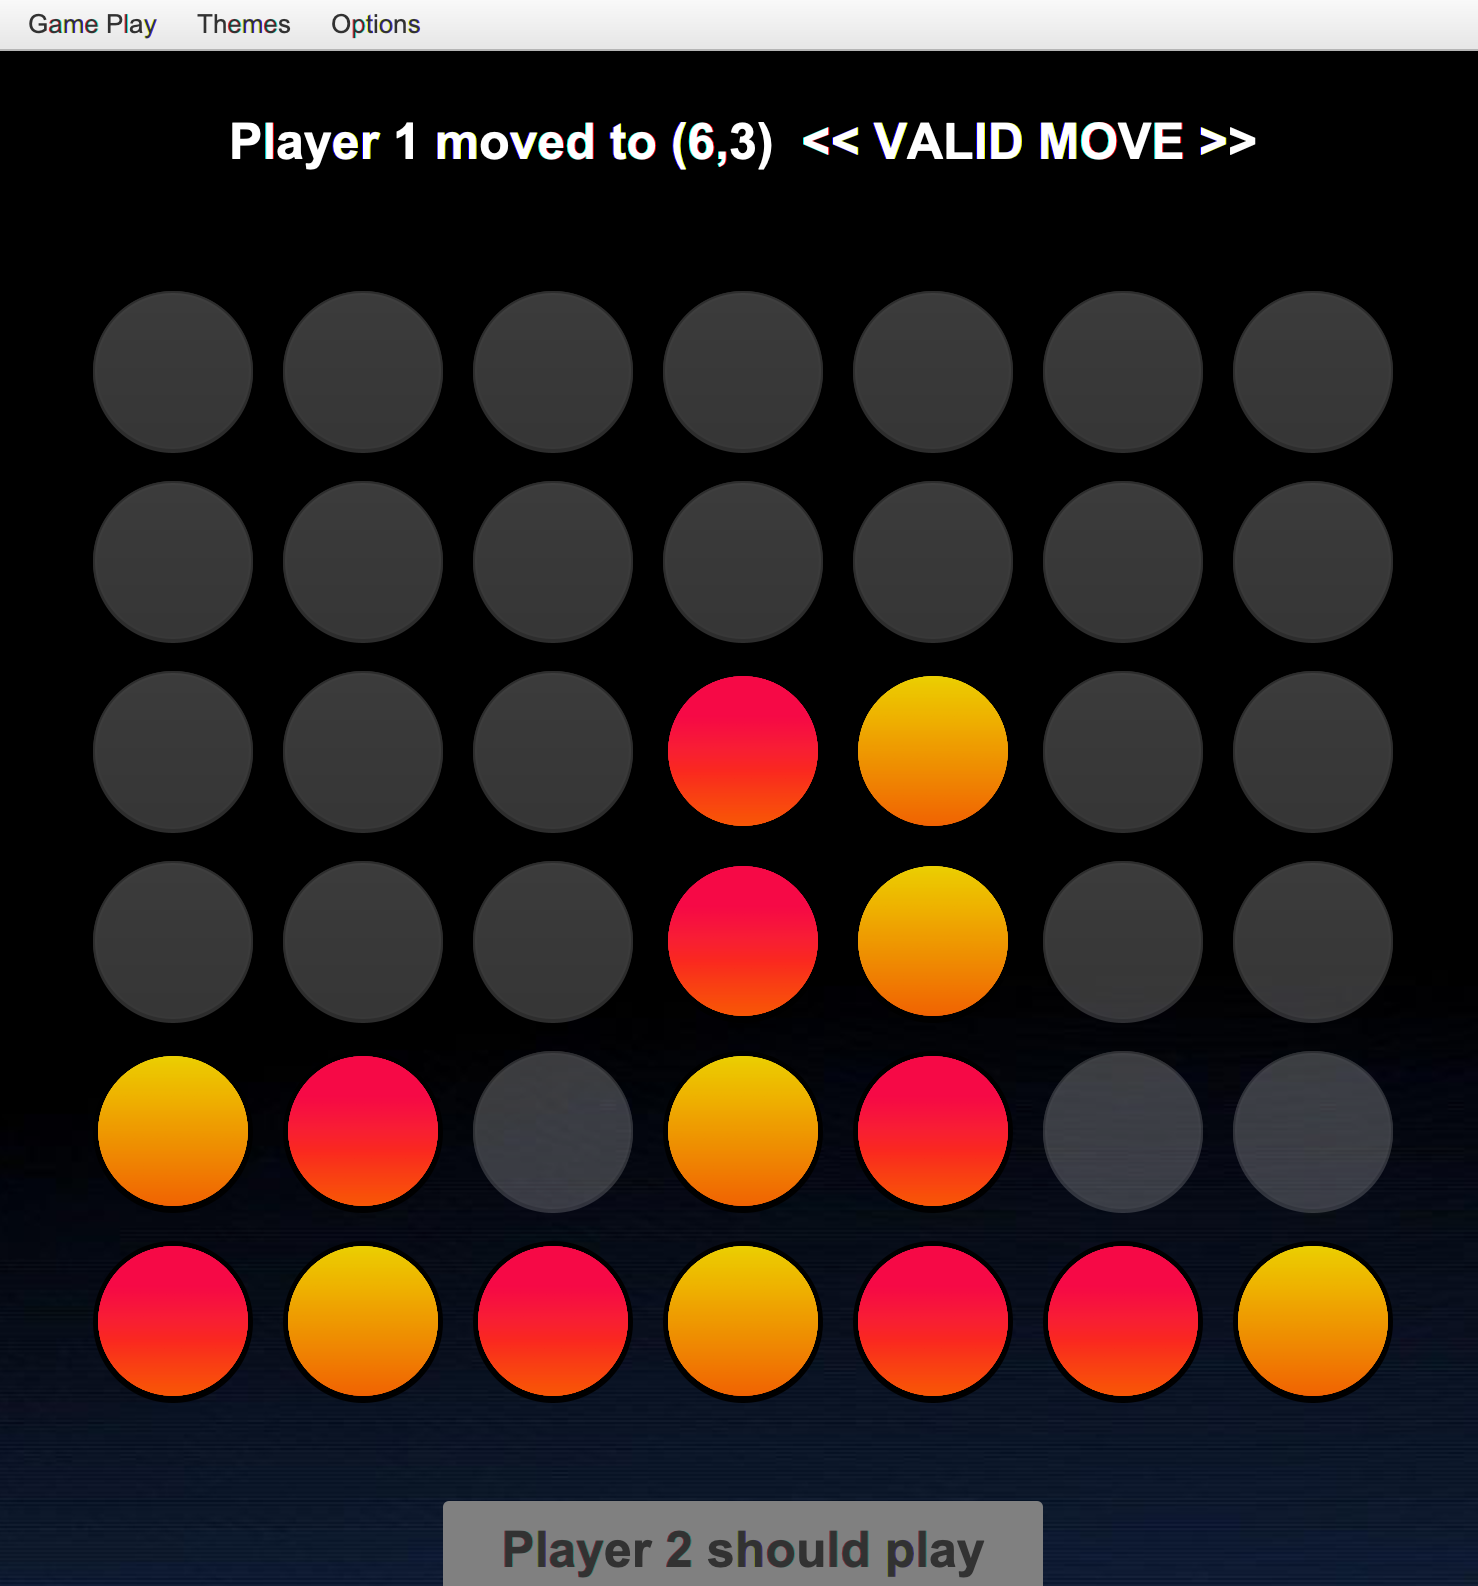 Game Play Themes Options
Player 1 moved to (6,3) << VALID MOVE >>
Player 2 should play